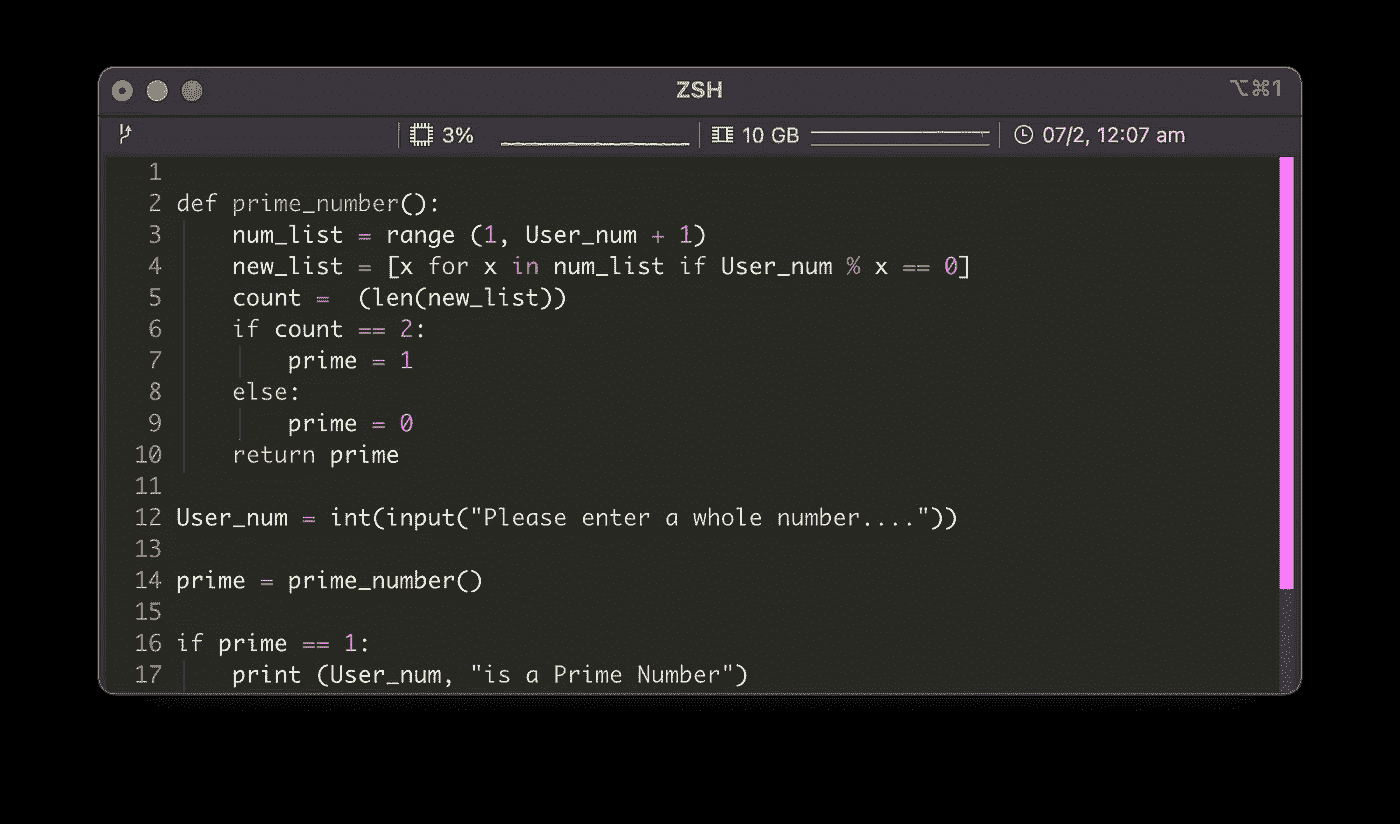 ZSH ⌥⌘1
3% 10 GB 07/2, 12:07 am
1
2 def prime_number():
3     num_list = range (1, User_num + 1)
4     new_list = [x for x in num_list if User_num % x == 0]
5     count =  (len(new_list))
6     if count == 2:
7         prime = 1
8     else:
9         prime = 0
10     return prime
11
12 User_num = int(input("Please enter a whole number...."))
13
14 prime = prime_number()
15
16 if prime == 1:
17     print (User_num, "is a Prime Number")